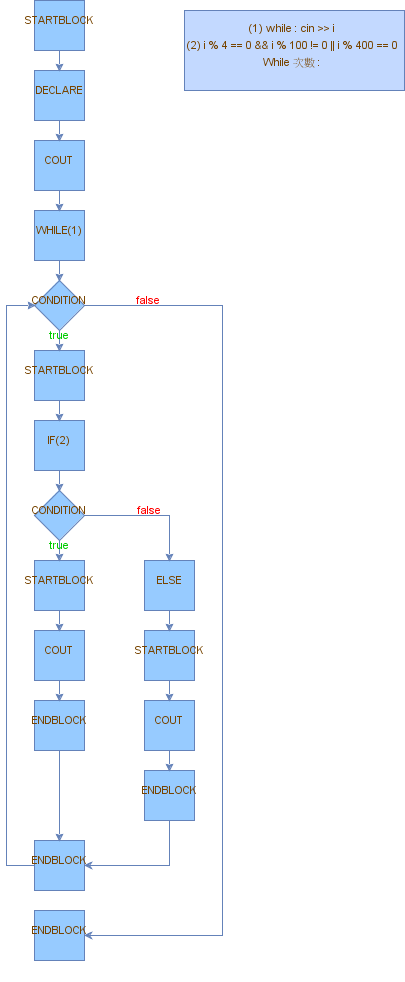 STARTBLOCK
(1) while : cin >> i
(2) i % 4 == 0 && i % 100 != 0 || i % 400 == 0
While 次數 :
DECLARE
COUT
WHILE(1)
CONDITION
false
true
STARTBLOCK
IF(2)
CONDITION
false
true
STARTBLOCK
ELSE
COUT
STARTBLOCK
ENDBLOCK
COUT
ENDBLOCK
ENDBLOCK
ENDBLOCK